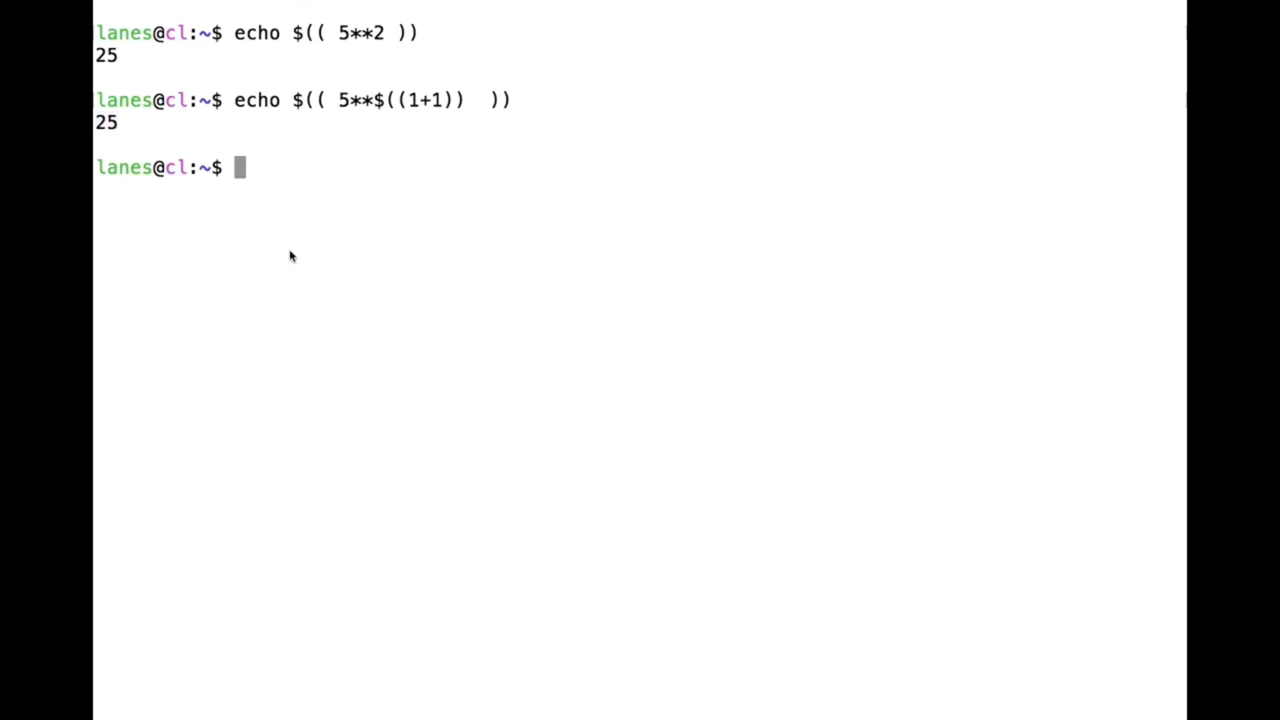 lanes@cl:~$ echo $(( 5**2 ))
25
lanes@cl:~$ echo $(( 5**$((1+1))  ))
25
lanes@cl:~$